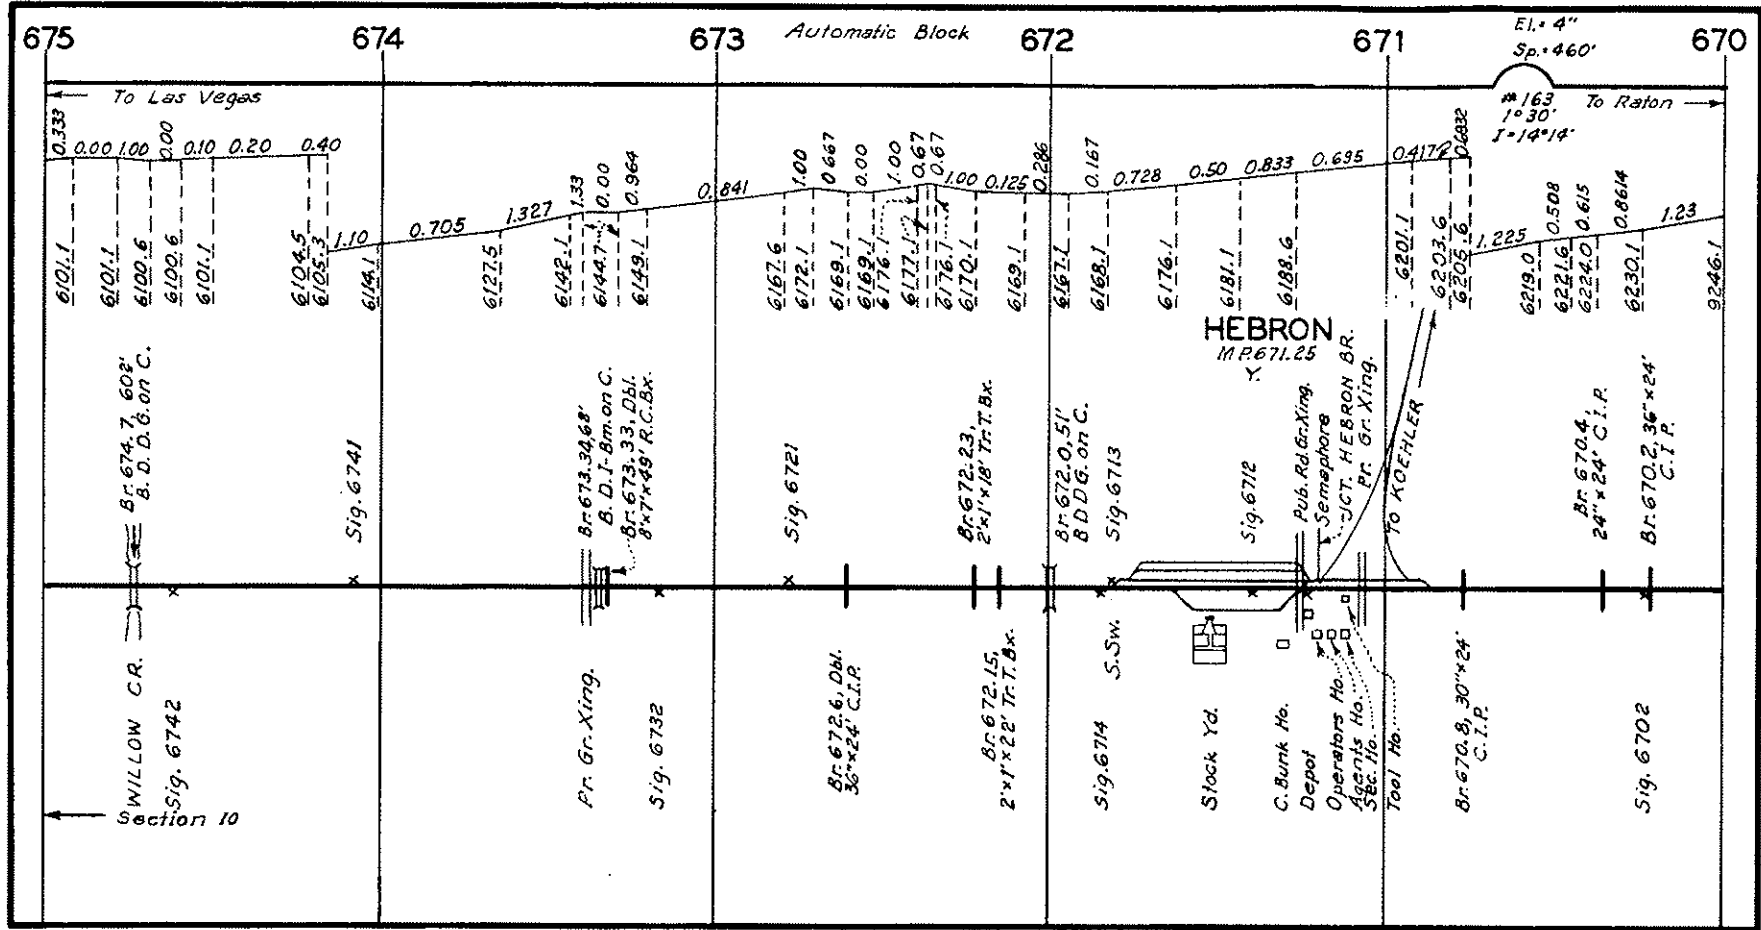 675
674
673
Automatic Block
672
671
El. = 4"
Sp. = 460'
670
To Las Vegas
#163
1°30'
I = 14°14'
To Raton
0.333
0.00
1.00
0.00
0.10
0.20
0.40
1.10
0.705
1.327
1.33
0.00
0.964
0.841
1.00
0.667
0.00
1.00
0.67
0.67
1.00
0.125
0.286
0.167
0.728
0.50
0.833
0.695
0.417
0.6832
1.225
0.508
0.615
0.8614
1.23
6101.1
6101.1
6100.6
6100.6
6101.1
6104.5
6105.3
6114.1
6127.5
6142.1
6144.7
6149.1
6167.6
6172.1
6169.1
6169.1
6176.1
6177.1
6176.1
6170.1
6169.1
6167.1
6168.1
6176.1
6181.1
6188.6
6201.1
6203.6
6205.6
6219.0
6221.6
6224.0
6230.1
9246.1
HEBRON
M.P. 671.25
Y.
Br. 674.7, 602'
B. D. D. G. on C.
Sig. 6741
Br. 673.34, 68'
B. D. I-Bm. on C.
Br. 673.33, Dbl.
8'x7'x49' R.C. Bx.
Sig. 6721
Br. 672.23,
2'x1'x18' Tr. T. Bx.
Br. 672.0, 51'
B D D G. on C.
Sig. 6713
Sig. 6712
Pub. Rd. Gr. Xing.
Semaphore
JCT. HEBRON BR.
Pr. Gr. Xing.
To KOEHLER
Br. 670.4,
24" x 24' C.I.P.
Br. 670.2, 36" x 24'
C.I.P.
WILLOW CR.
Sig. 6742
Pr. Gr. Xing.
Sig. 6732
Br. 672.6, Dbl.
36" x 24' C.I.P.
Br. 672.15,
2'x1'x22' Tr. T. Bx.
Sig. 6714
S. Sw.
Stock Yd.
C. Bunk Ho.
Depot
Operators Ho.
Agents Ho.
Sec. Ho.
Tool Ho.
Br. 670.8, 30" x 24'
C.I.P.
Sig. 6702
Section 10